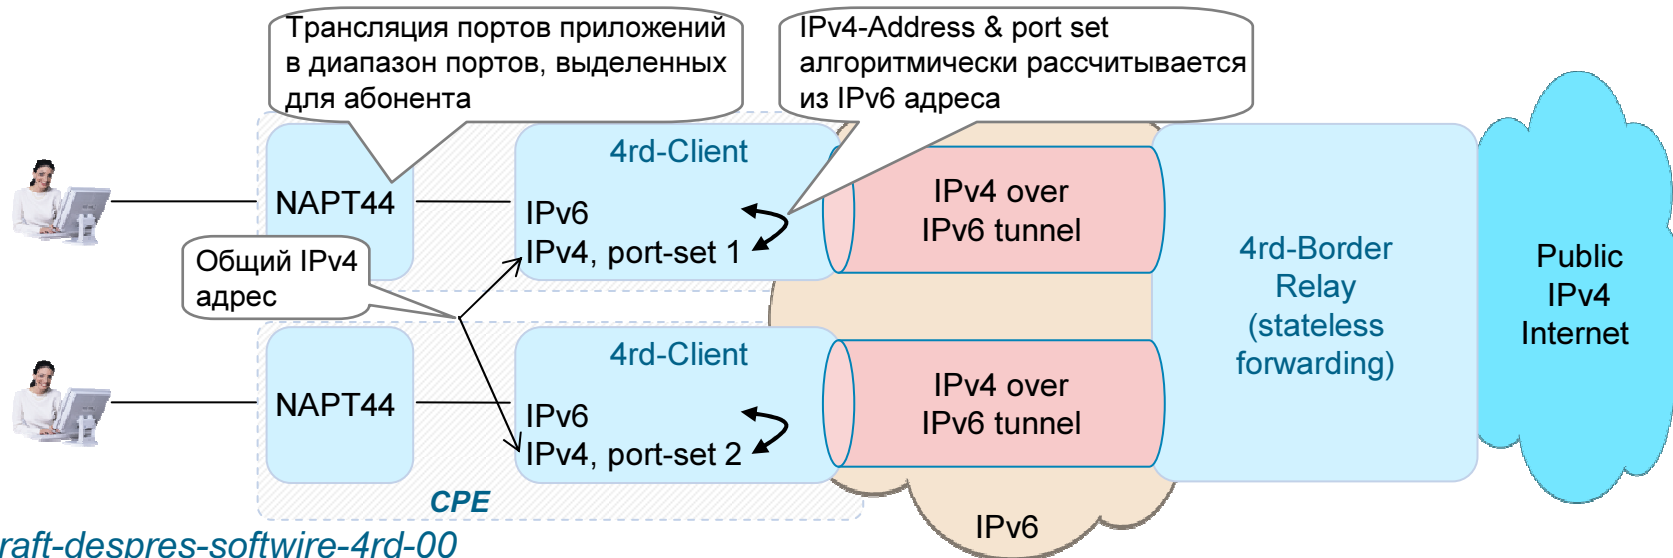 Трансляция портов приложений
в диапазон портов, выделенных
для абонента
IPv4-Address & port set
алгоритмически рассчитывается
из IPv6 адреса
NAPT44
4rd-Client
IPv6
IPv4, port-set 1
IPv4 over
IPv6 tunnel
Общий IPv4
адрес
4rd-Border
Relay
(stateless
forwarding)
Public
IPv4
Internet
NAPT44
4rd-Client
IPv6
IPv4, port-set 2
IPv4 over
IPv6 tunnel
CPE
IPv6
raft-despres-softwire-4rd-00